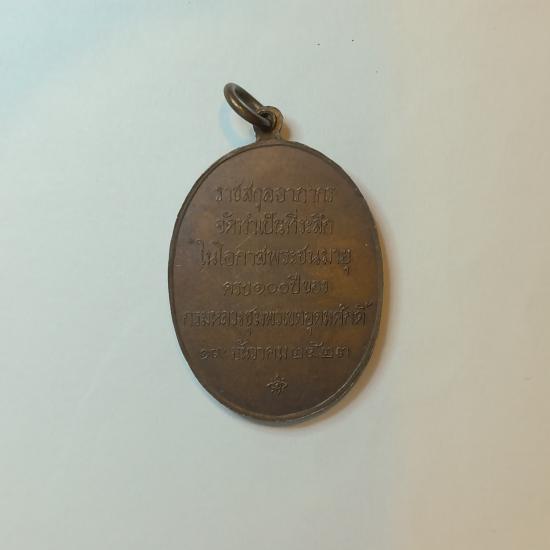 ราชสกุลอาภากร
จัดทำเป็นที่ระลึก
ในโอกาสพระชนมายุ
ครบ๑๐๐ปีของ
กรมหลวงชุมพรเขตอุดมศักดิ์
๑๙ ธันวาคม ๒๕๒๓